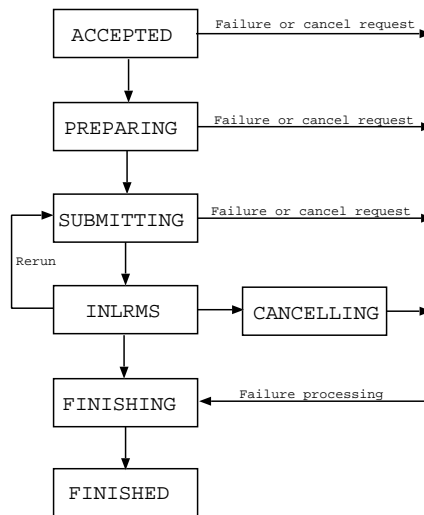 ACCEPTED
Failure or cancel request
PREPARING
Failure or cancel request
SUBMITTING
Failure or cancel request
Rerun
INLRMS
CANCELLING
Failure processing
FINISHING
FINISHED